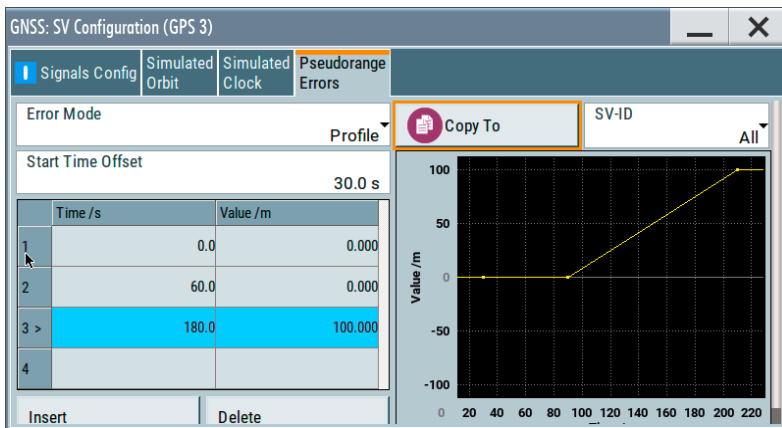 GNSS: SV Configuration (GPS 3)
Signals Config
Simulated
Orbit
Simulated
Clock
Pseudorange
Errors
Error Mode
Profile
Copy To
SV-ID
All
Start Time Offset
30.0 s
Time /s Value /m
1 0.0 0.000
2 60.0 0.000
3 > 180.0 100.000
4
Insert Delete
Value /m
100
50
0
-50
-100
0 20 40 60 80 100 120 140 160 180 200 220